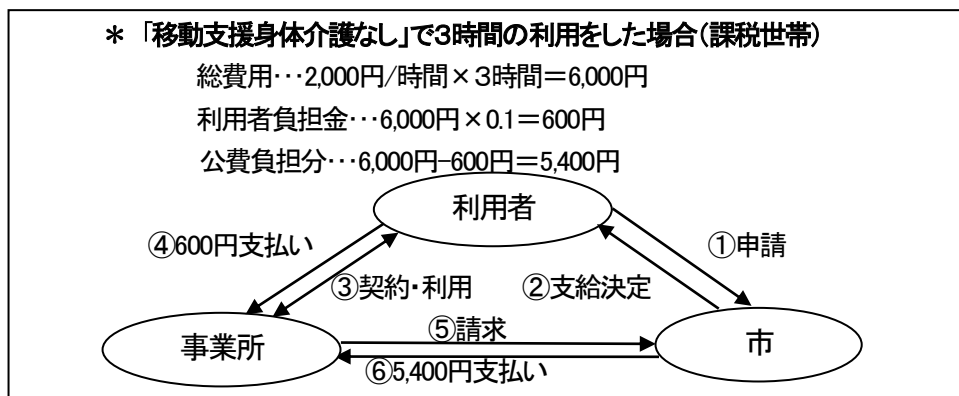 ＊ 「移動支援身体介護なし」で３時間の利用をした場合（課税世帯）
総費用･･･2,000円/時間×３時間＝6,000円
利用者負担金･･･6,000円×0.1＝600円
公費負担分･･･6,000円-600円＝5,400円
利用者
④600円支払い
①申請
③契約・利用
②支給決定
事業所
⑤請求
市
⑥5,400円支払い